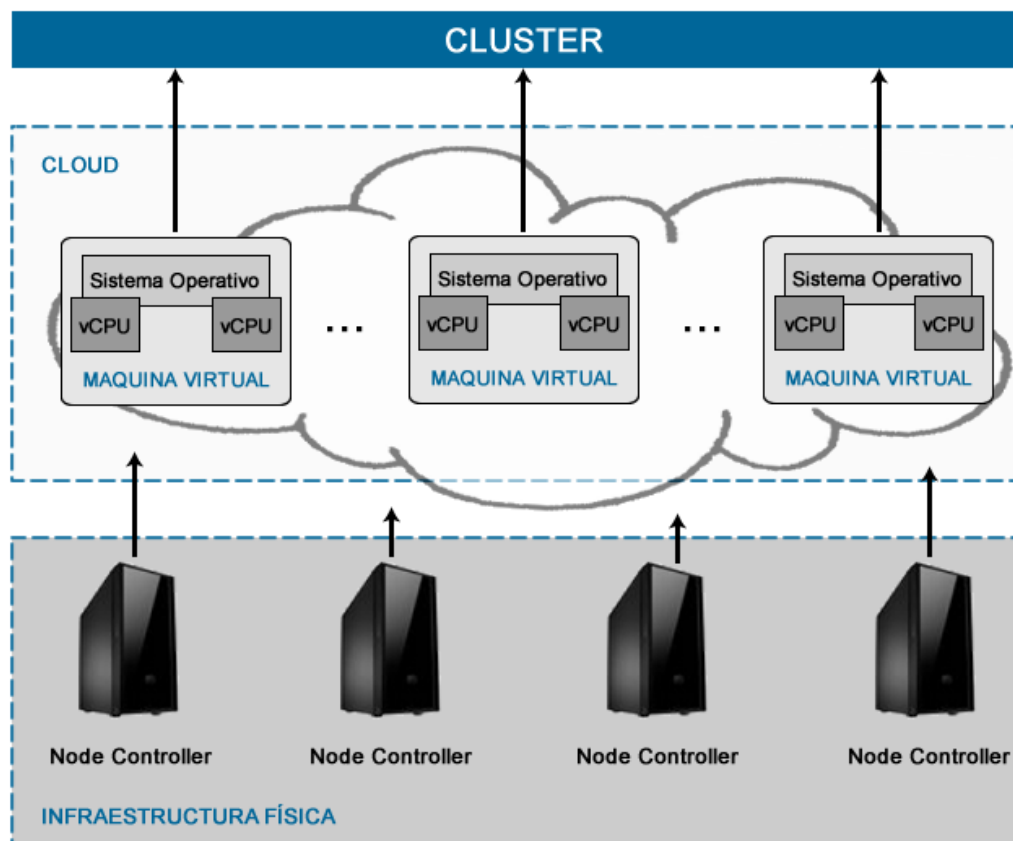 CLUSTER
CLOUD
Sistema Operativo
vCPU vCPU
MAQUINA VIRTUAL
...
Sistema Operativo
vCPU vCPU
MAQUINA VIRTUAL
...
Sistema Operativo
vCPU vCPU
MAQUINA VIRTUAL
Node Controller
Node Controller
Node Controller
Node Controller
INFRAESTRUCTURA FÍSICA